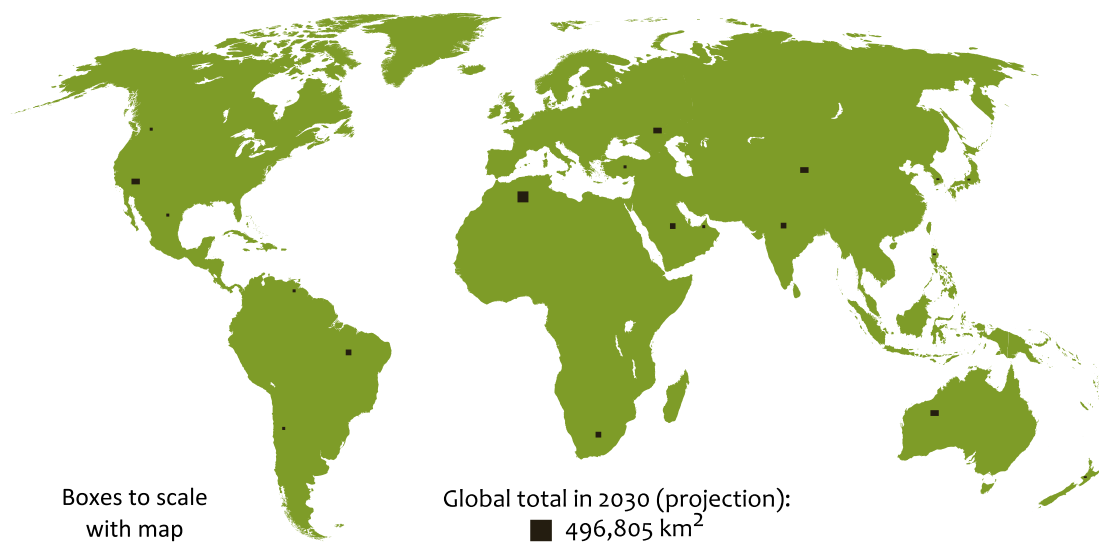 Boxes to scale
with map
Global total in 2030 (projection):
496,805 km²